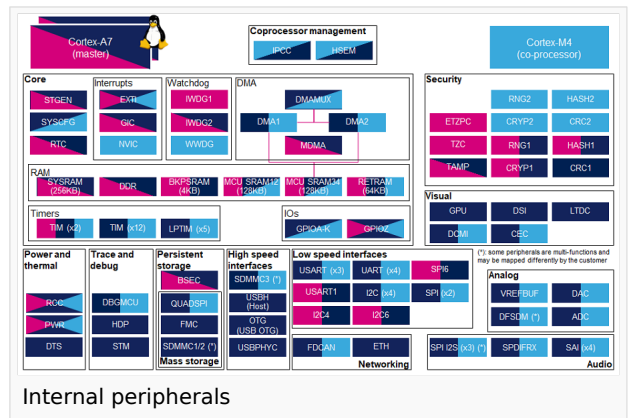 Cortex-A7
(master)
Coprocessor management
IPCC
HSEM
Cortex-M4
(co-processor)
Core
STGEN
SYSCFG
RTC
Interrupts
EXTI
GIC
NVIC
Watchdog
IWDG1
IWDG2
WWDG
DMA
DMAMUX
DMA1
DMA2
MDMA
Security
RNG2
HASH2
ETZPC
CRYP2
CRC2
TZC
RNG1
HASH1
TAMP
CRYP1
CRC1
RAM
SYSRAM
(256KB)
DDR
BKPSRAM
(4KB)
MCU SRAM12
(128KB)
MCU SRAM34
(128KB)
RETRAM
(64KB)
Timers
TIM (x2)
TIM (x12)
LPTIM (x5)
IOs
GPIOA-K
GPIOZ
Visual
GPU
DSI
LTDC
DCMI
CEC
(*): some peripherals are multi-functions and
may be mapped differently by the customer
Power and
thermal
RCC
PWR
DTS
Trace and
debug
DBGMCU
HDP
STM
Persistent
storage
BSEC
QUADSPI
FMC
SDMMC1/2 (*)
Mass storage
High speed
interfaces
SDMMC3 (*)
USBH
(Host)
OTG
(USB OTG)
USBPHYC
Low speed interfaces
USART (x3)
UART (x4)
SPI6
USART1
I2C (x4)
SPI (x2)
I2C4
I2C6
FDCAN
ETH
Networking
Analog
VREFBUF
DAC
DFSDM (*)
ADC
SPI I2S (x3) (*)
SPDIFRX
SAI (x4)
Audio
Internal peripherals